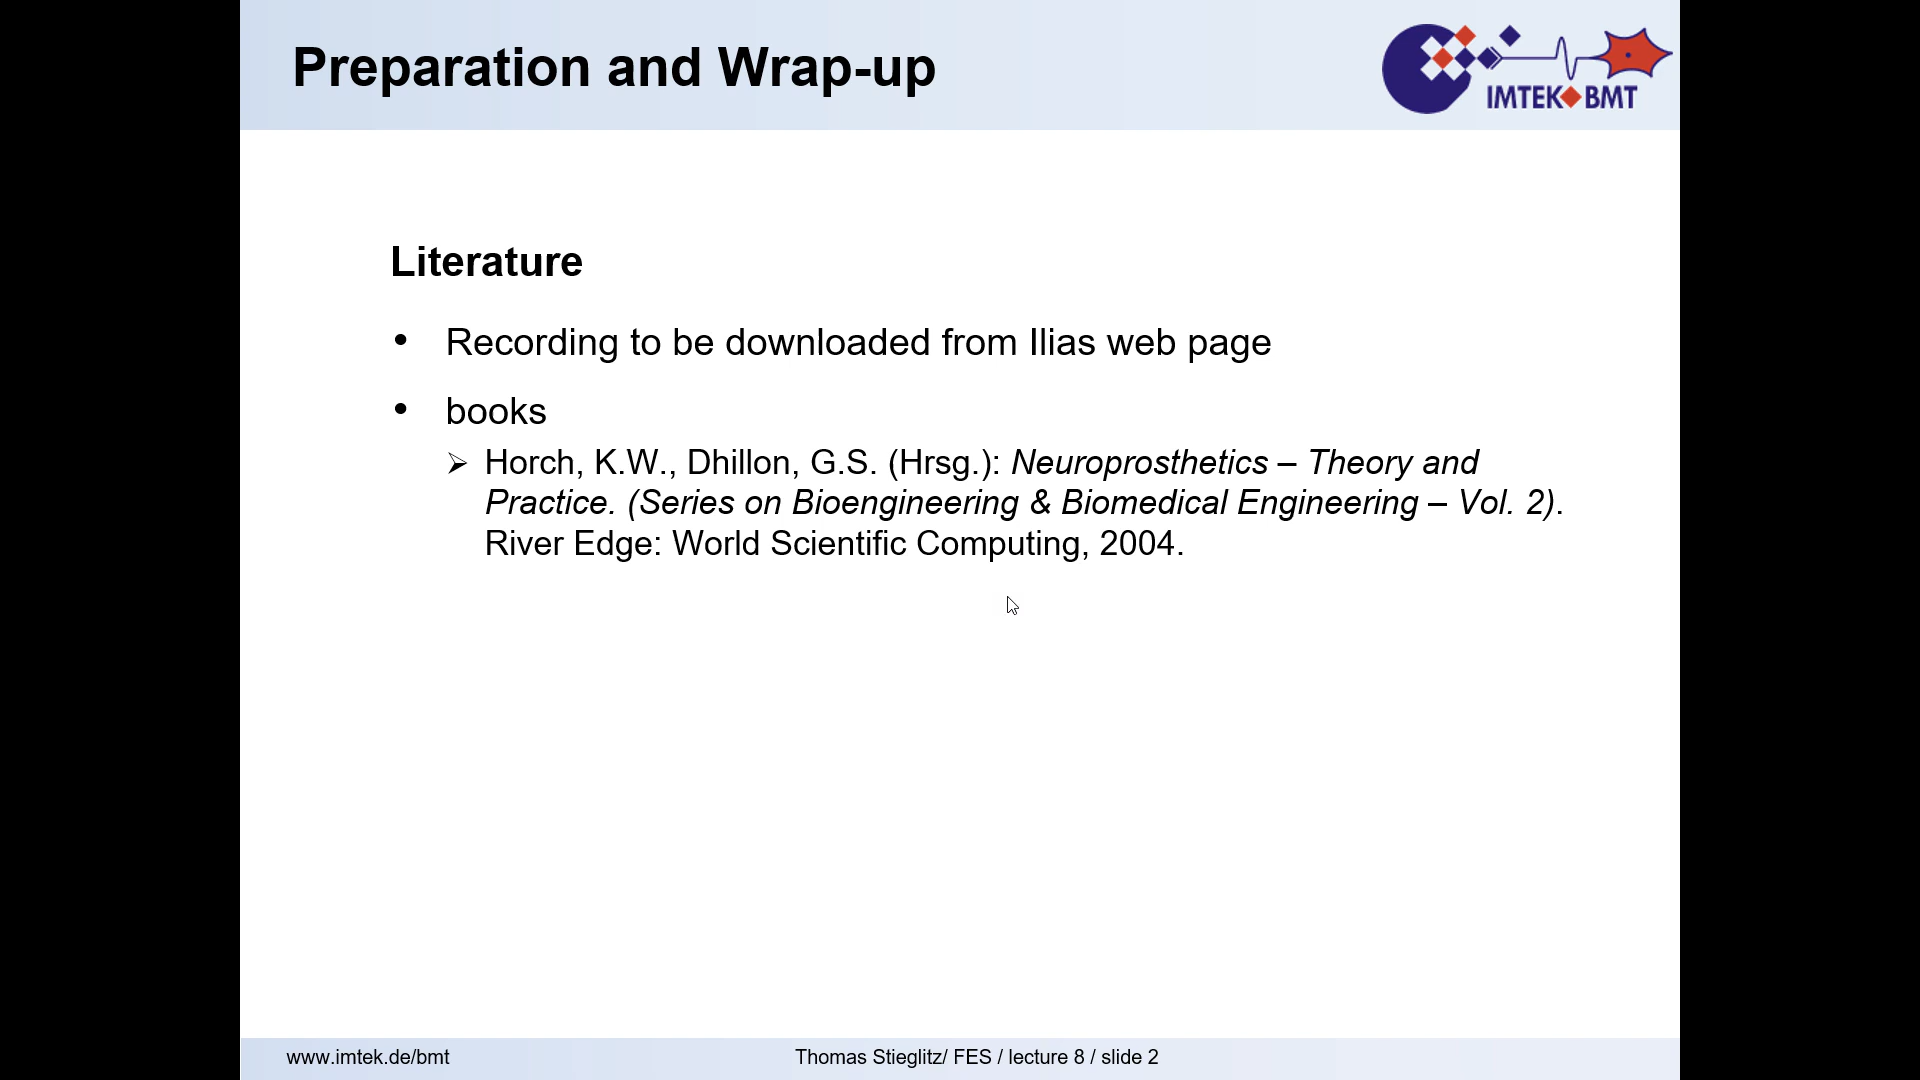 Preparation and Wrap-up
IMTEK BMT
Literature
• Recording to be downloaded from Ilias web page
• books
➢ Horch, K.W., Dhillon, G.S. (Hrsg.): Neuroprosthetics – Theory and
Practice. (Series on Bioengineering & Biomedical Engineering – Vol. 2).
River Edge: World Scientific Computing, 2004.
www.imtek.de/bmt
Thomas Stieglitz/ FES / lecture 8 / slide 2